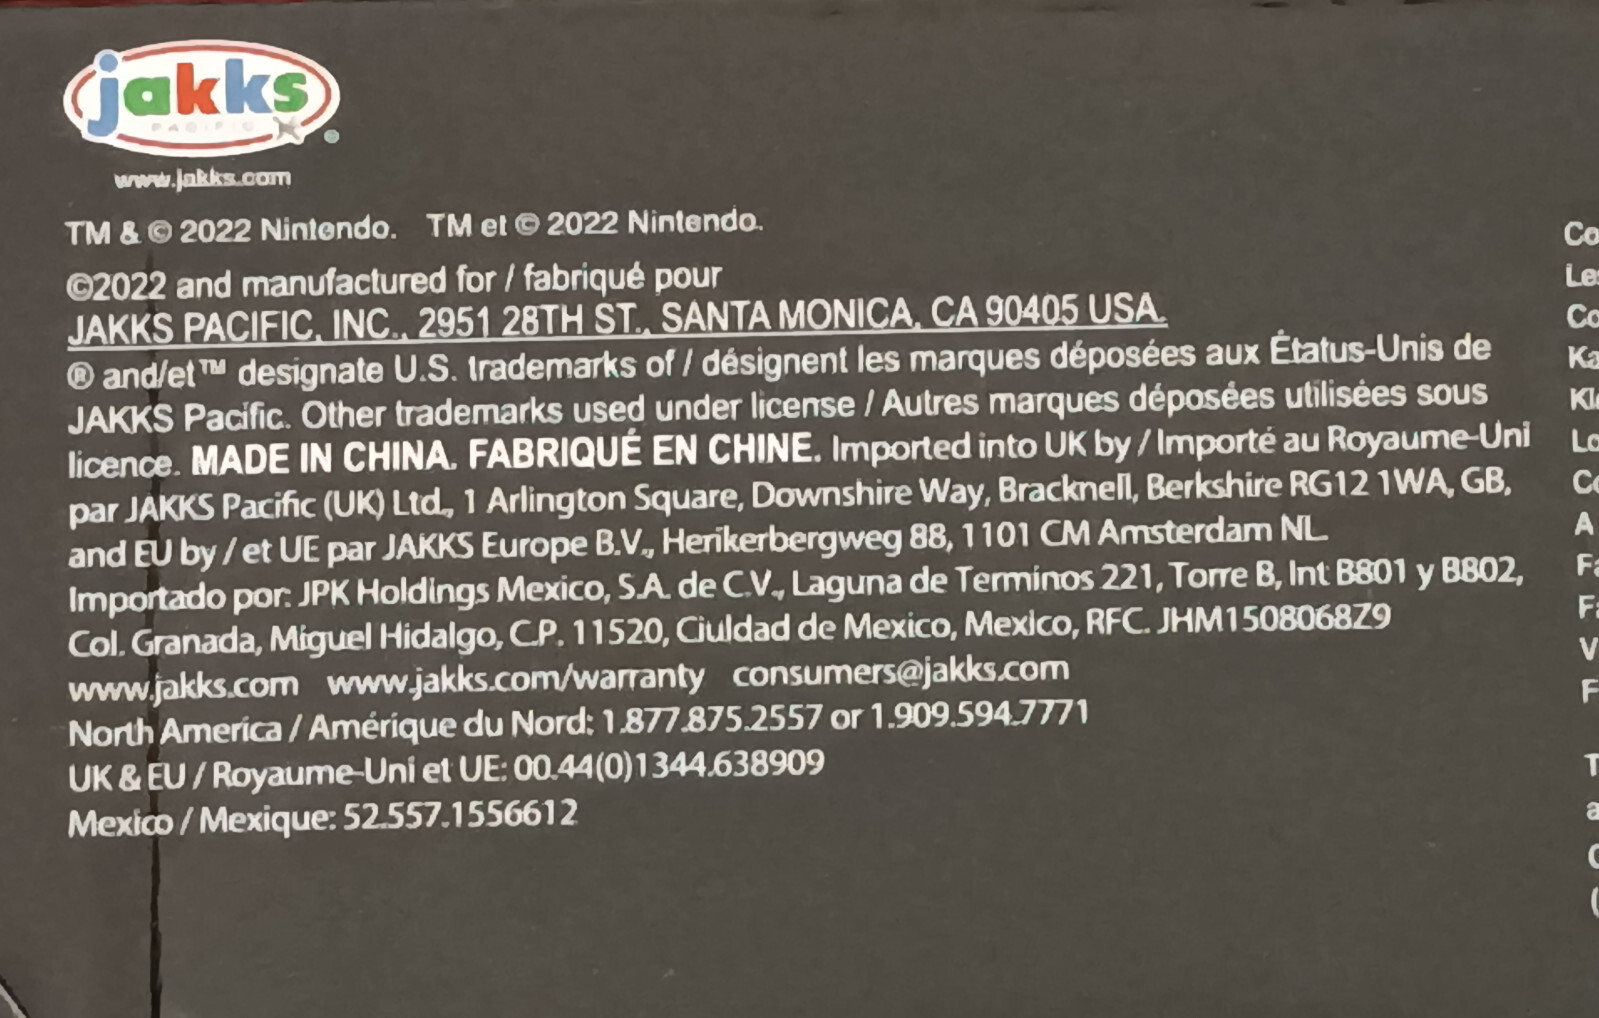 jakks
PACIFIC
www.jakks.com
TM & © 2022 Nintendo. TM et © 2022 Nintendo.
©2022 and manufactured for / fabriqué pour
JAKKS PACIFIC, INC., 2951 28TH ST., SANTA MONICA, CA 90405 USA.
® and/et™ designate U.S. trademarks of / désignent les marques déposées aux Étatus-Unis de
JAKKS Pacific. Other trademarks used under license / Autres marques déposées utilisées sous
licence. MADE IN CHINA. FABRIQUÉ EN CHINE. Imported into UK by / Importé au Royaume-Uni
par JAKKS Pacific (UK) Ltd., 1 Arlington Square, Downshire Way, Bracknell, Berkshire RG12 1WA, GB,
and EU by / et UE par JAKKS Europe B.V., Herikerbergweg 88, 1101 CM Amsterdam NL
Importado por: JPK Holdings Mexico, S.A. de C.V., Laguna de Terminos 221, Torre B, Int B801 y B802,
Col. Granada, Miguel Hidalgo, C.P. 11520, Ciuldad de Mexico, Mexico, RFC. JHM1508068Z9
www.jakks.com www.jakks.com/warranty consumers@jakks.com
North America / Amérique du Nord: 1.877.875.2557 or 1.909.594.7771
UK & EU / Royaume-Uni et UE: 00.44(0)1344.638909
Mexico / Mexique: 52.557.1556612